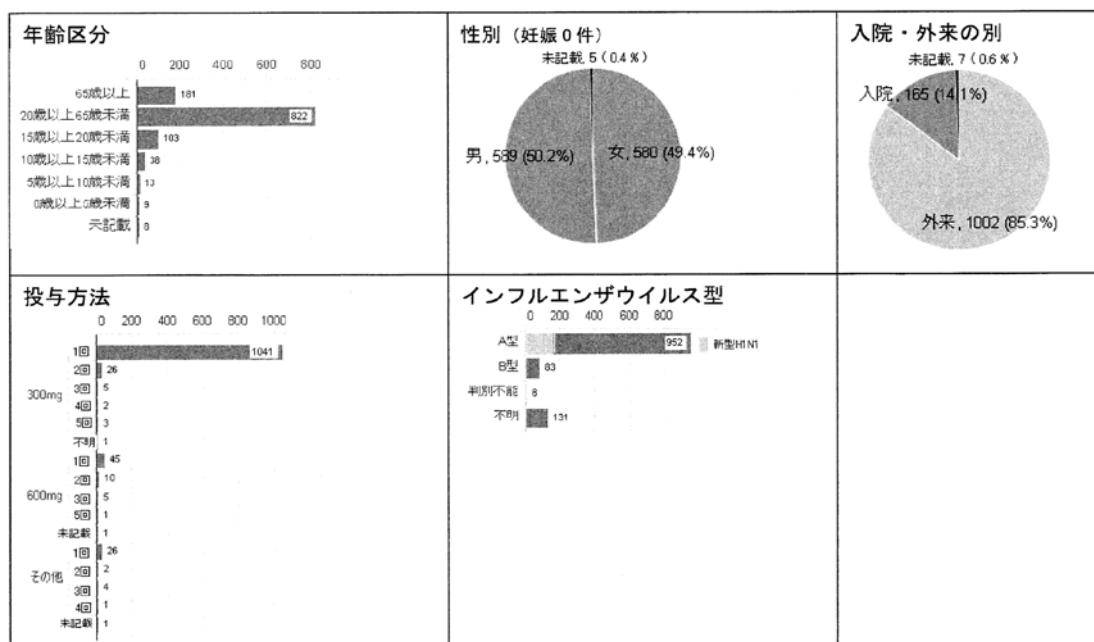 年齢区分
0 200 400 600 800
65歳以上 181
20歳以上65歳未満 822
15歳以上20歳未満 103
10歳以上15歳未満 38
5歳以上10歳未満 13
0歳以上5歳未満 9
未記載 8
性別（妊娠0件）
未記載, 5 (0.4%)
男, 589 (50.2%)
女, 580 (49.4%)
入院・外来の別
未記載, 7 (0.6%)
入院, 165 (14.1%)
外来, 1002 (85.3%)
投与方法
0 200 400 600 800 1000
300mg
1回 1041
2回 26
3回 5
4回 2
5回 3
不明 1
600mg
1回 45
2回 10
3回 5
5回 1
未記載 1
その他
1回 26
2回 2
3回 4
4回 1
未記載 1
インフルエンザウイルス型
0 200 400 600 800
A型 952
新型H1N1
B型 83
判別不能 8
不明 131